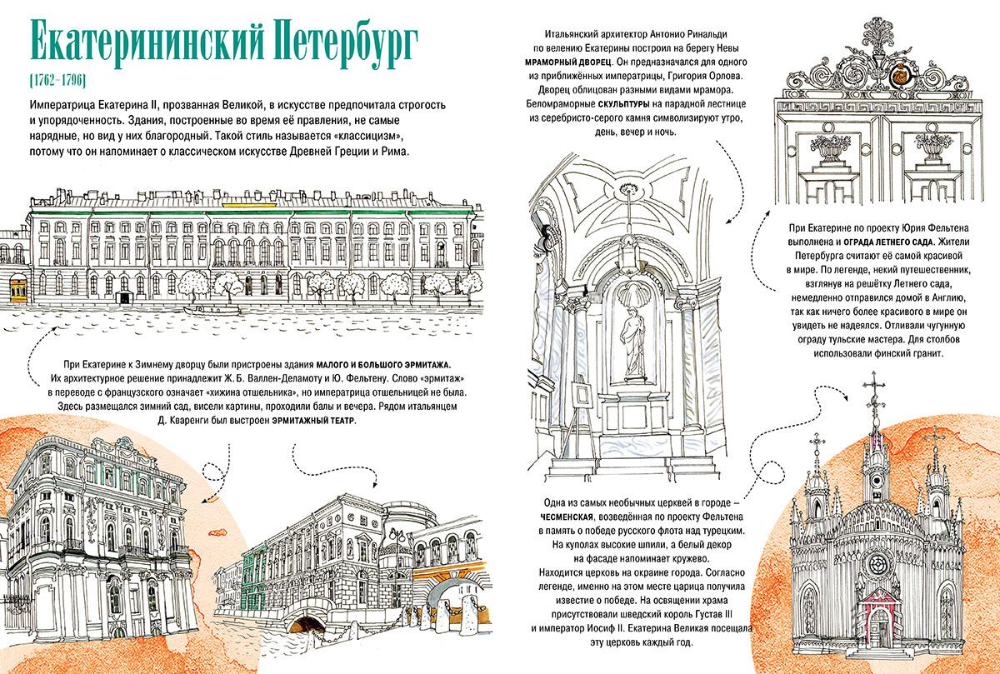 Екатерининский Петербург
(1762–1796)
Императрица Екатерина II, прозванная Великой, в искусстве предпочитала строгость
и упорядоченность. Здания, построенные во время её правления, не самые
нарядные, но вид у них благородный. Такой стиль называется «классицизм»,
потому что он напоминает о классическом искусстве Древней Греции и Рима.
При Екатерине к Зимнему дворцу были пристроены здания МАЛОГО И БОЛЬШОГО ЭРМИТАЖА.
Их архитектурное решение принадлежит Ж. Б. Валлен-Деламоту и Ю. Фельтену. Слово «эрмитаж»
в переводе с французского означает «хижина отшельника», но императрица отшельницей не была.
Здесь размещался зимний сад, висели картины, проходили балы и вечера. Рядом итальянцем
Д. Кваренги был выстроен ЭРМИТАЖНЫЙ ТЕАТР.
Итальянский архитектор Антонио Ринальди
по велению Екатерины построил на берегу Невы
МРАМОРНЫЙ ДВОРЕЦ. Он предназначался для одного
из приближённых императрицы, Григория Орлова.
Дворец облицован разными видами мрамора.
Беломраморные СКУЛЬПТУРЫ на парадной лестнице
из серебристо-серого камня символизируют утро,
день, вечер и ночь.
При Екатерине по проекту Юрия Фельтена
выполнена и ОГРАДА ЛЕТНЕГО САДА. Жители
Петербурга считают её самой красивой
в мире. По легенде, некий путешественник,
взглянув на решётку Летнего сада,
немедленно отправился домой в Англию,
так как ничего более красивого в мире он
увидеть не надеялся. Отливали чугунную
ограду тульские мастера. Для столбов
использовали финский гранит.
Одна из самых необычных церквей в городе –
ЧЕСМЕНСКАЯ, возведённая по проекту Фельтена
в память о победе русского флота над турецким.
На куполах высокие шпили, а белый декор
на фасаде напоминает кружево.
Находится церковь на окраине города. Согласно
легенде, именно на этом месте царица получила
известие о победе. На освящении храма
присутствовали шведский король Густав III
и император Иосиф II. Екатерина Великая посещала
эту церковь каждый год.